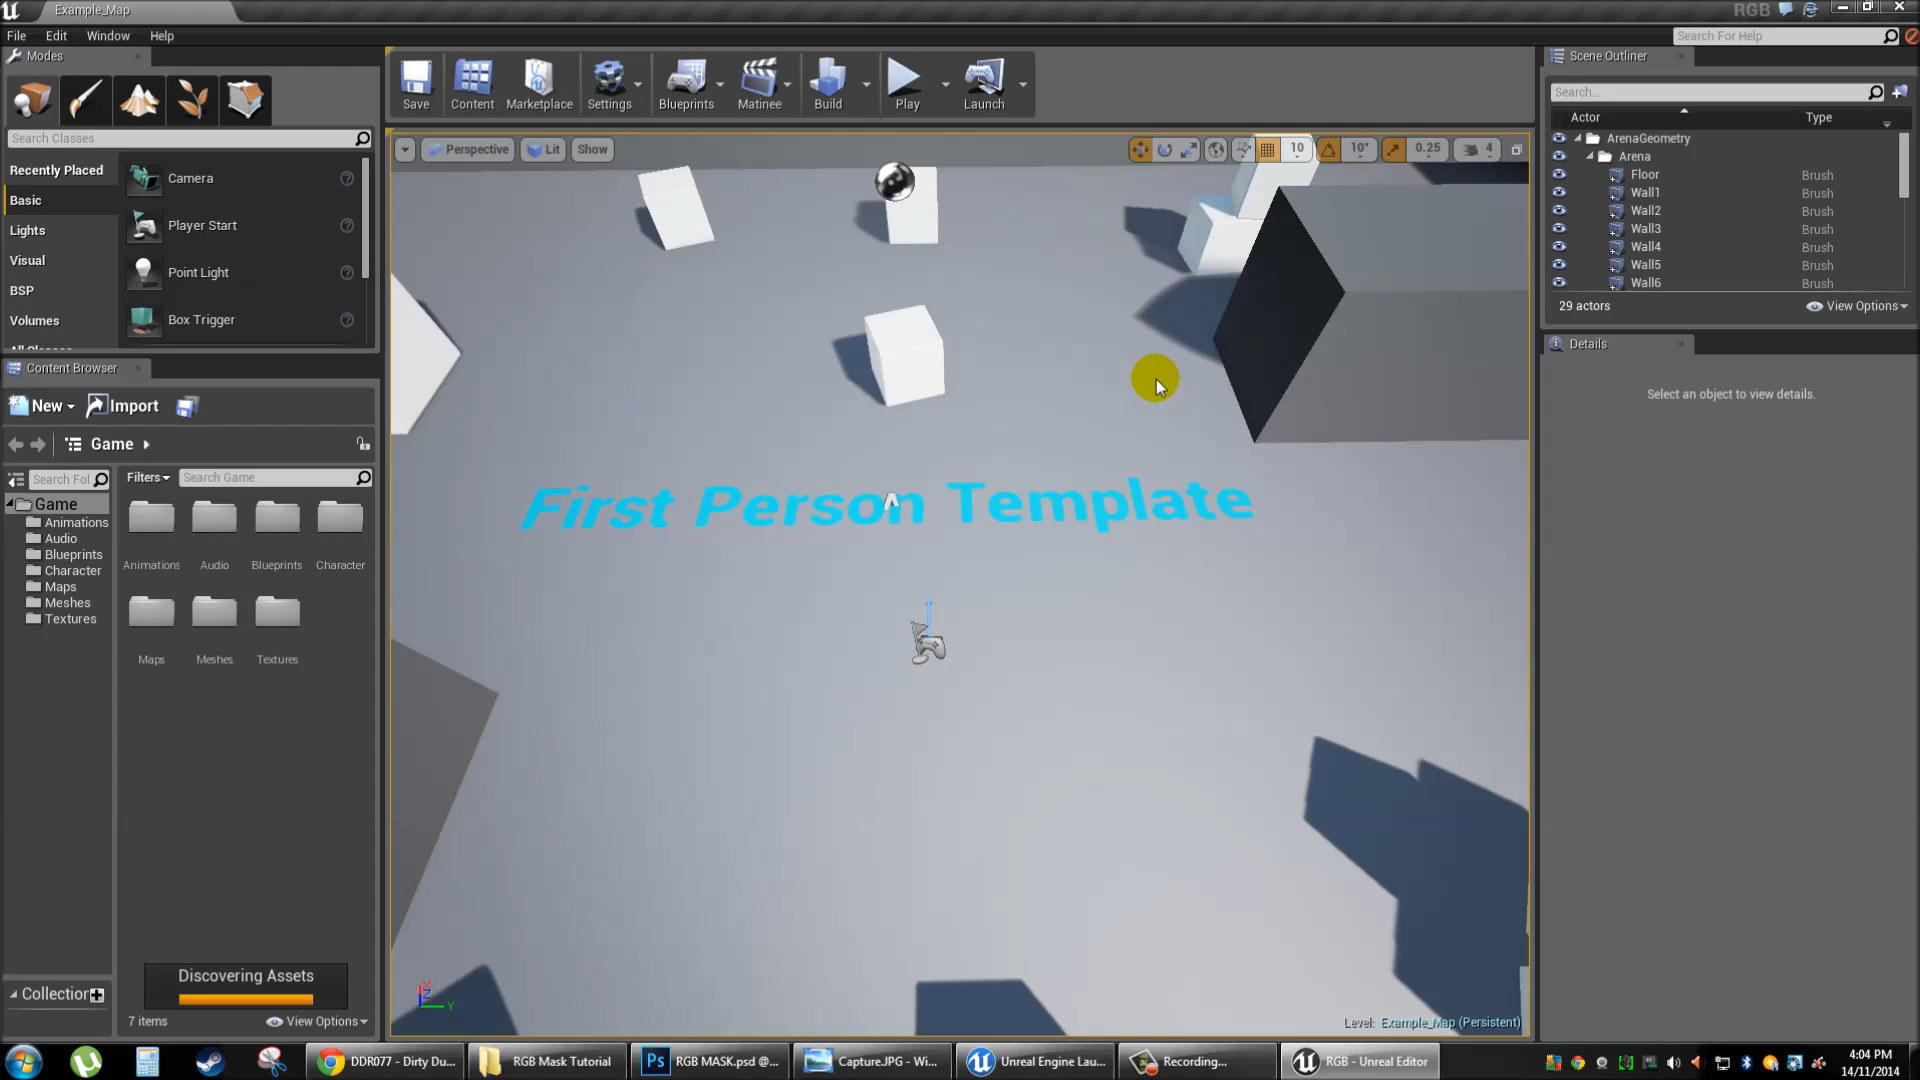 Example_Map
RGB
File Edit Window Help
Search For Help
Modes
Search Classes
Recently Placed
Basic
Lights
Visual
BSP
Volumes
Camera
Player Start
Point Light
Box Trigger
Save
Content
Marketplace
Settings
Blueprints
Matinee
Build
Play
Launch
Perspective
Lit
Show
10
10°
0.25
4
First Person Template
Level: Example_Map (Persistent)
Scene Outliner
Search...
Actor Type
ArenaGeometry
Arena
Floor Brush
Wall1 Brush
Wall2 Brush
Wall3 Brush
Wall4 Brush
Wall5 Brush
Wall6 Brush
29 actors
View Options
Details
Select an object to view details.
Content Browser
New
Import
Game
Search Fol
Filters
Search Game
Game
Animations
Audio
Blueprints
Character
Maps
Meshes
Textures
Animations Audio Blueprints Character
Maps Meshes Textures
Discovering Assets
Collection
7 items
View Options
X
Z
Y
DDR077 - Dirty Du...
RGB Mask Tutorial
Ps
RGB MASK.psd @...
Capture.JPG - Wi...
Unreal Engine Lau...
Recording...
RGB - Unreal Editor
4:04 PM
14/11/2014